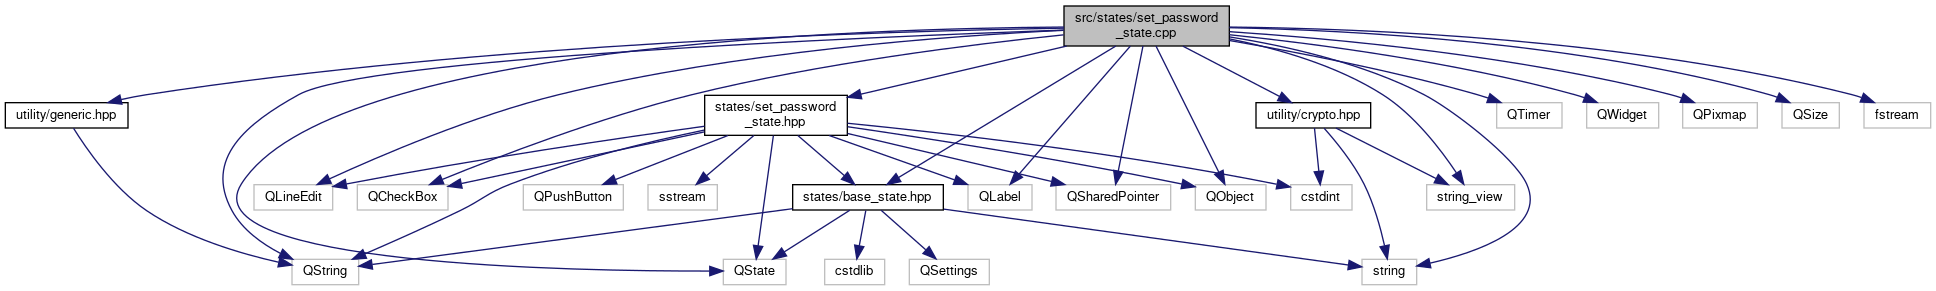 src/states/set_password
_state.cpp
utility/generic.hpp
states/set_password
_state.hpp
utility/crypto.hpp
QTimer
QWidget
QPixmap
QSize
fstream
QLineEdit
QCheckBox
QPushButton
sstream
states/base_state.hpp
QLabel
QSharedPointer
QObject
cstdint
string_view
QString
QState
cstdlib
QSettings
string